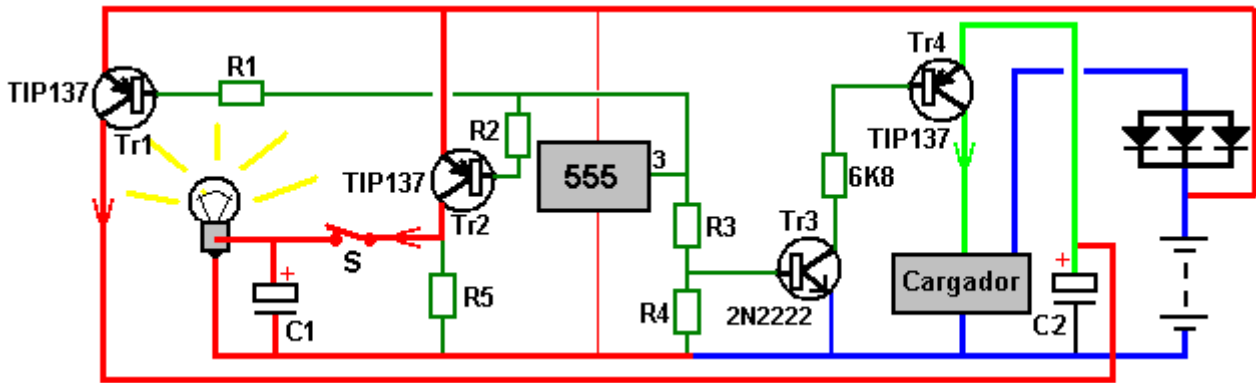 R1
TIP137
Tr1
R2
TIP137
Tr2
S
C1
+
R5
555
3
R3
R4
Tr3
2N2222
6K8
Tr4
TIP137
Cargador
+
C2